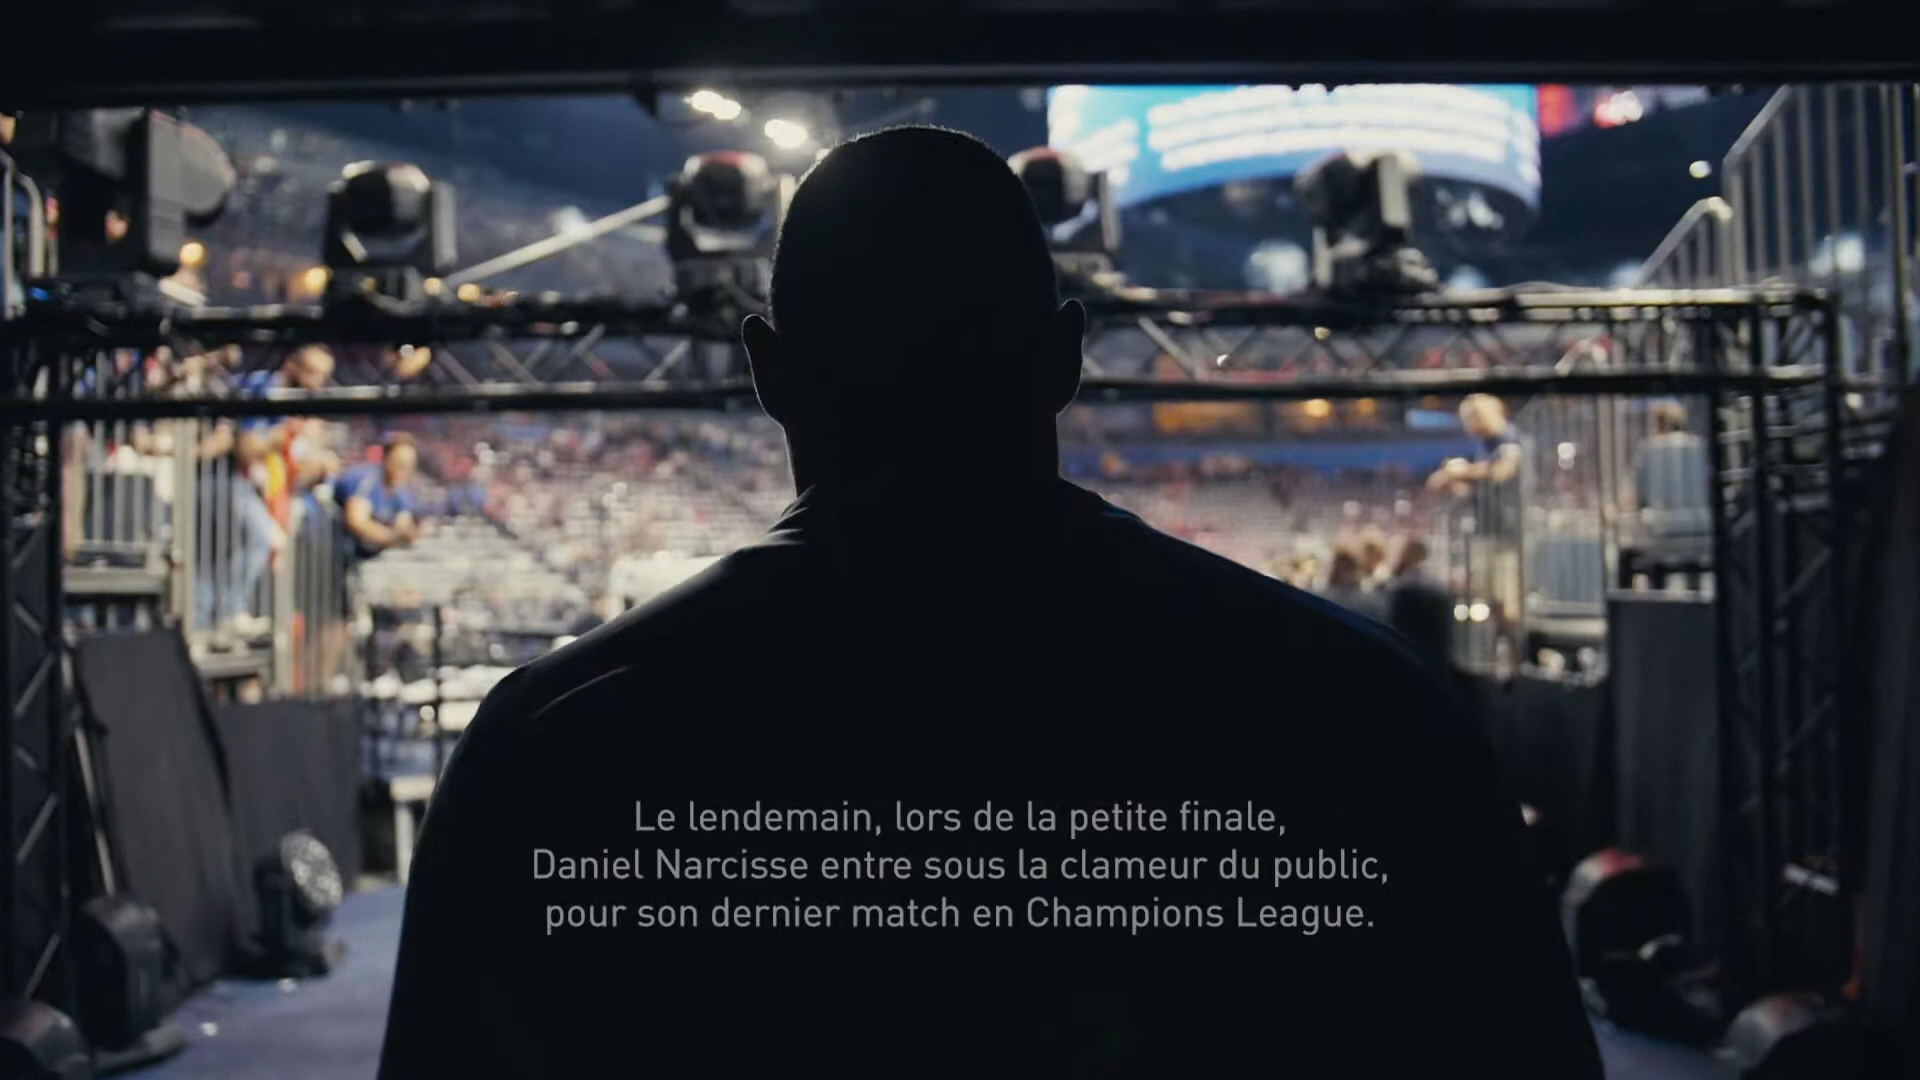 Le lendemain, lors de la petite finale,
Daniel Narcisse entre sous la clameur du public,
pour son dernier match en Champions League.